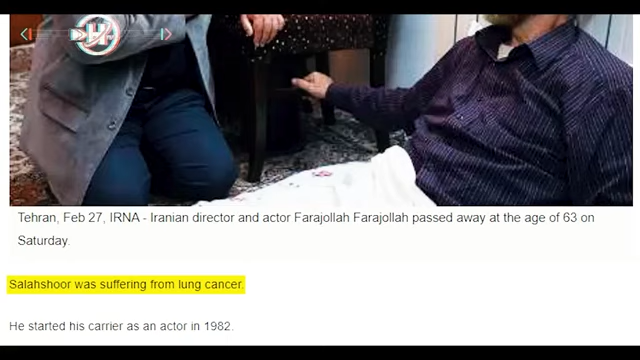 Tehran, Feb 27, IRNA - Iranian director and actor Farajollah Farajollah passed away at the age of 63 on
Saturday.
Salahshoor was suffering from lung cancer.
He started his carrier as an actor in 1982.